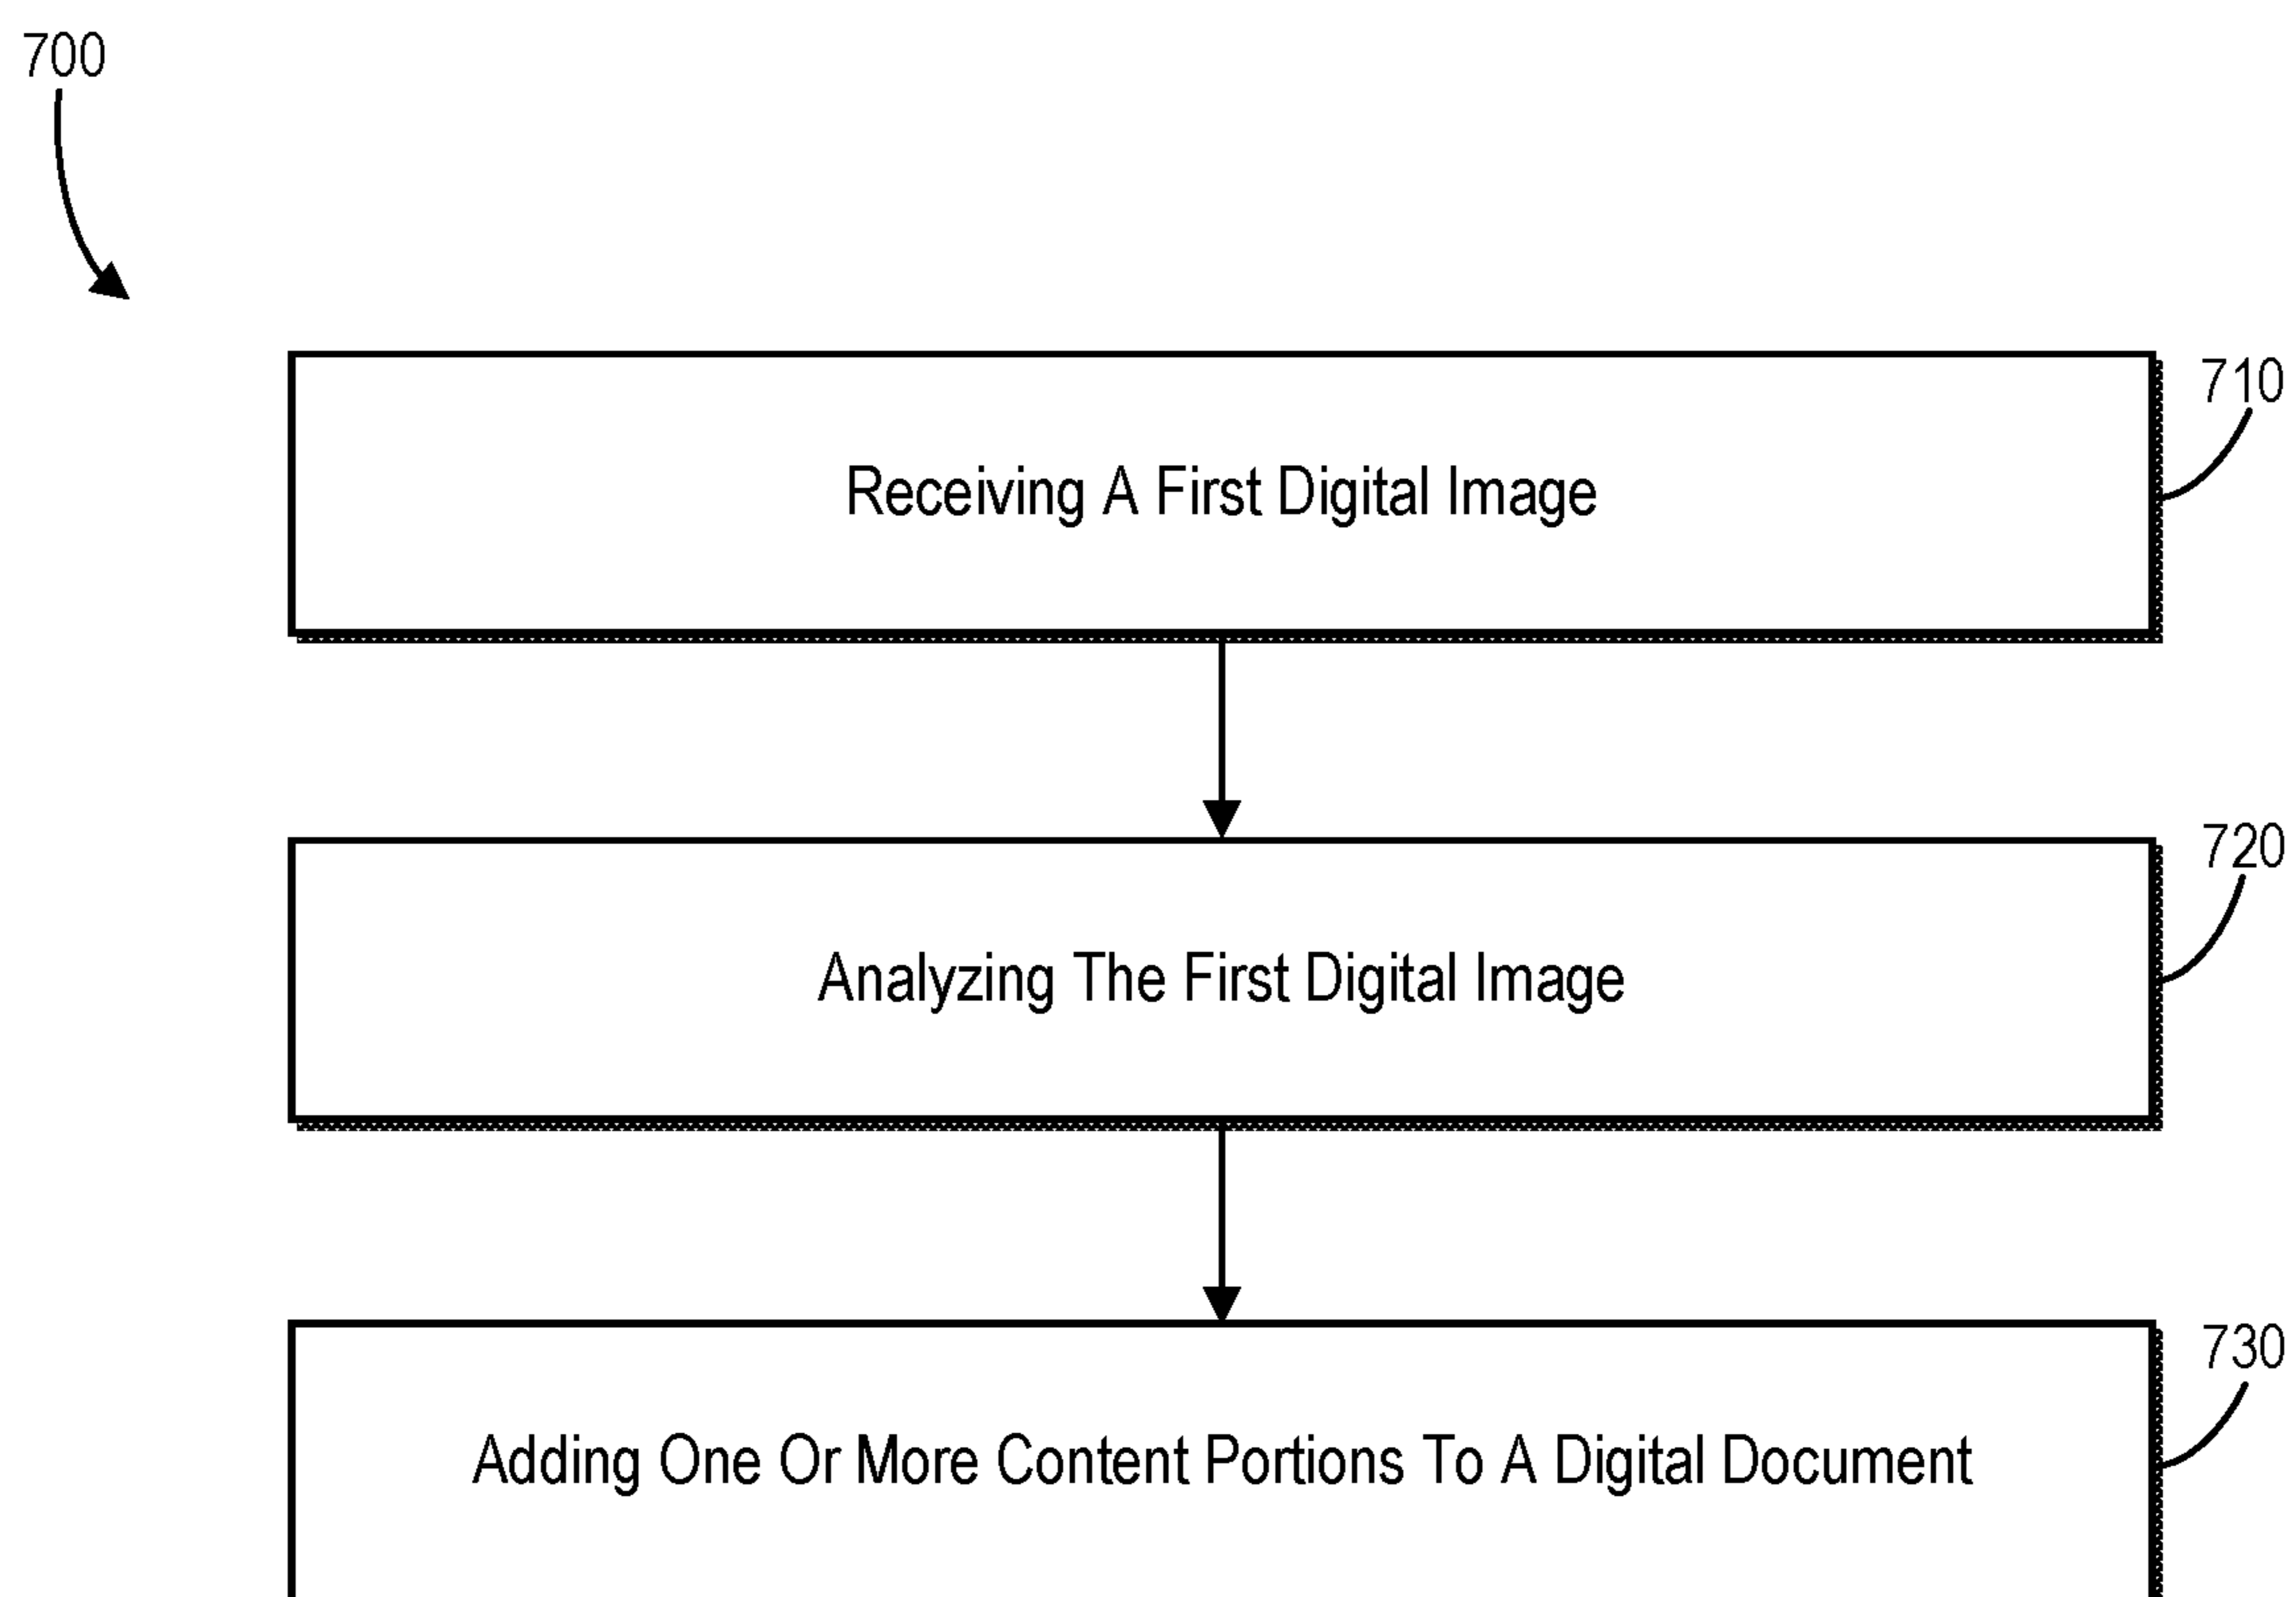 700
710
Receiving A First Digital Image
720
Analyzing The First Digital Image
730
Adding One Or More Content Portions To A Digital Document